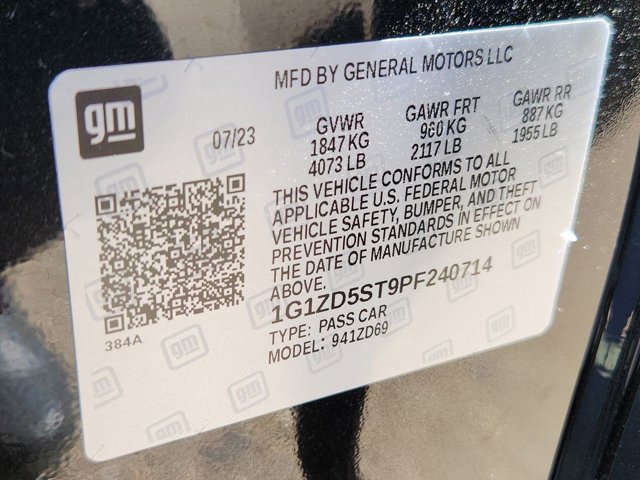 MFD BY GENERAL MOTORS LLC
gm
07/23
GVWR
1847 KG
4073 LB
GAWR FRT
960 KG
2117 LB
GAWR RR
887 KG
1955 LB
THIS VEHICLE CONFORMS TO ALL
APPLICABLE U.S. FEDERAL MOTOR
VEHICLE SAFETY, BUMPER, AND THEFT
PREVENTION STANDARDS IN EFFECT ON
THE DATE OF MANUFACTURE SHOWN
ABOVE.
1G1ZD5ST9PF240714
TYPE: PASS CAR
MODEL: 941ZD69
384A